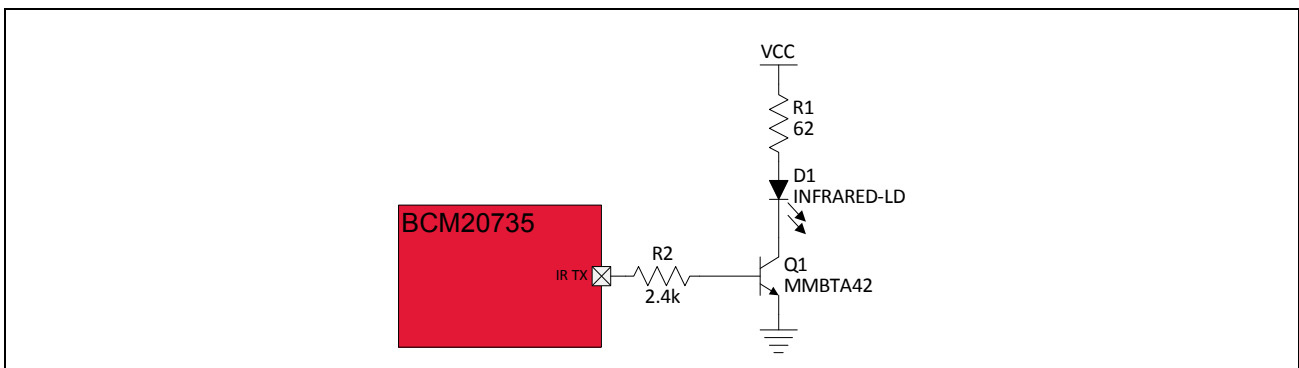 VCC
R1
62
D1
INFRARED-LD
BCM20735
R2
IR TX
2.4k
Q1
MMBTA42